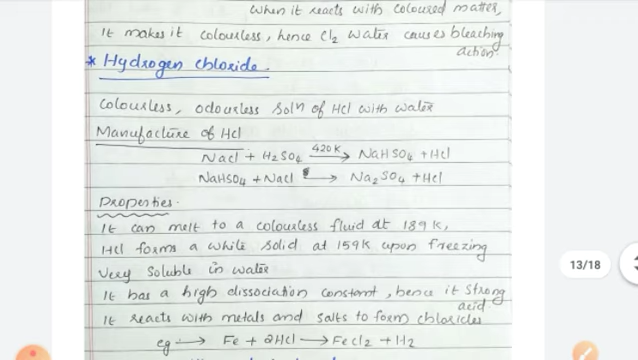 when it reacts with coloured matter,
It makes it colourless, hence Cl2 water causes bleaching
action.
* Hydrogen chloride.
Colourless, odourless soln of Hcl with water
Manufacture of Hcl
Nacl + H2SO4 420K → NaHSO4 + Hcl
NaHSO4 + Nacl → Na2SO4 + Hcl
Properties.
It can melt to a colourless fluid at 189 K,
Hcl forms a while solid at 159K upon freezing
Very soluble in water
It has a high dissociation constant, hence it strong
acid
It reacts with metals and salts to form chlorides
eg → Fe + 2Hcl → Fecl2 + H2
13/18